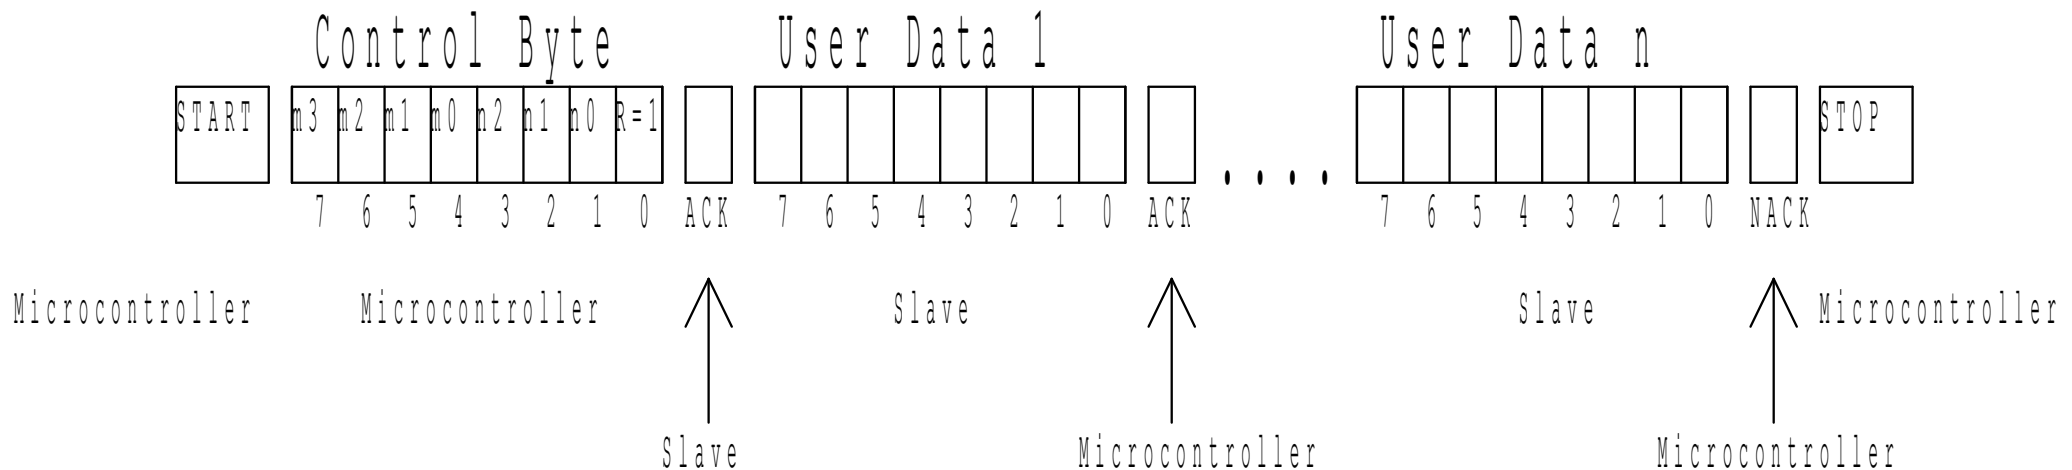 Control Byte User Data 1 User Data n
START m3 m2 m1 m0 n2 n1 n0 R=1 STOP
7 6 5 4 3 2 1 0 ACK 7 6 5 4 3 2 1 0 ACK .... 7 6 5 4 3 2 1 0 NACK
Microcontroller Microcontroller Slave Slave Microcontroller
Slave Microcontroller Microcontroller